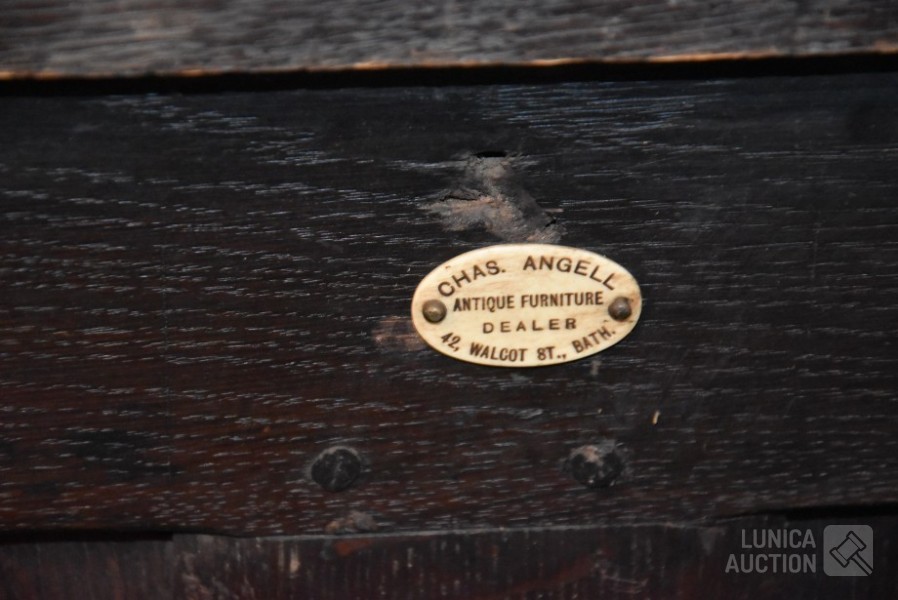 CHAS. ANGELL
ANTIQUE FURNITURE
DEALER
42, WALCOT ST., BATH.
LUNICA
AUCTION